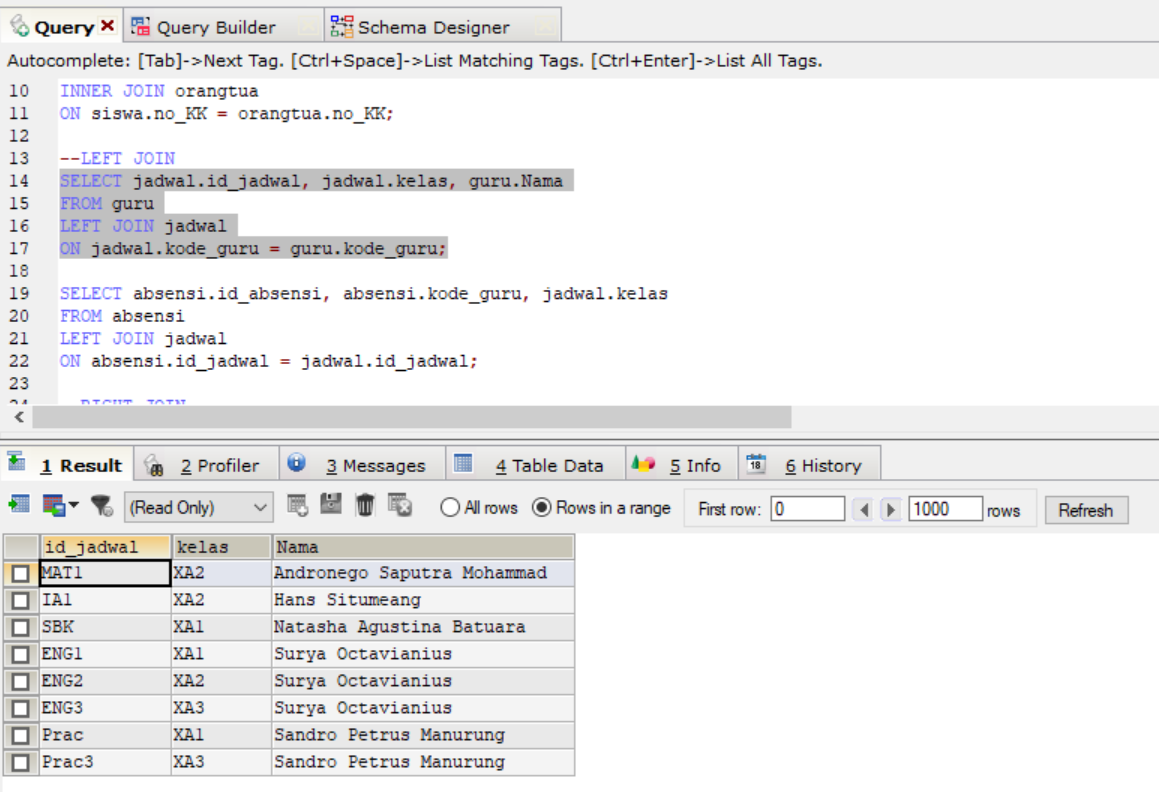 Query Query Builder Schema Designer
Autocomplete: [Tab]->Next Tag. [Ctrl+Space]->List Matching Tags. [Ctrl+Enter]->List All Tags.
10 INNER JOIN orangtua
11 ON siswa.no_KK = orangtua.no_KK;
12
13 --LEFT JOIN
14 SELECT jadwal.id_jadwal, jadwal.kelas, guru.Nama
15 FROM guru
16 LEFT JOIN jadwal
17 ON jadwal.kode_guru = guru.kode_guru;
18
19 SELECT absensi.id_absensi, absensi.kode_guru, jadwal.kelas
20 FROM absensi
21 LEFT JOIN jadwal
22 ON absensi.id_jadwal = jadwal.id_jadwal;
23
24 --RIGHT JOIN
1 Result 2 Profiler 3 Messages 4 Table Data 5 Info 18 6 History
(Read Only) All rows Rows in a range First row: 0 1000 rows Refresh
id_jadwal kelas Nama
MAT1 XA2 Andronego Saputra Mohammad
IA1 XA2 Hans Situmeang
SBK XA1 Natasha Agustina Batuara
ENG1 XA1 Surya Octavianius
ENG2 XA2 Surya Octavianius
ENG3 XA3 Surya Octavianius
Prac XA1 Sandro Petrus Manurung
Prac3 XA3 Sandro Petrus Manurung